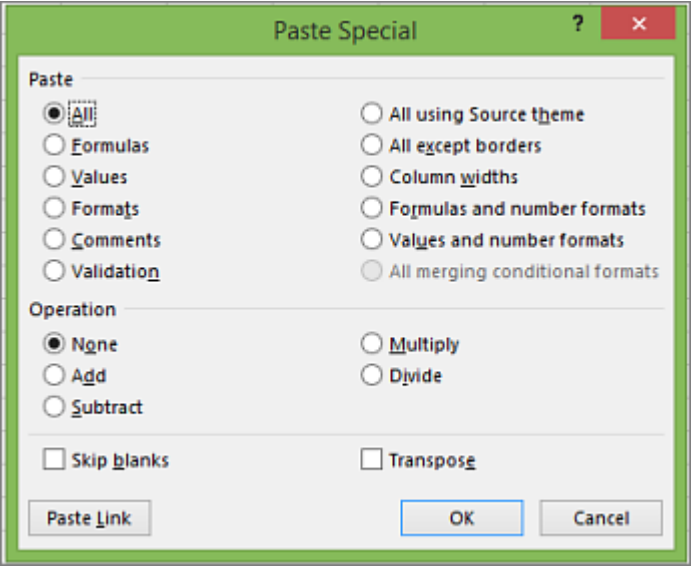 Paste Special
?
Paste
All
All using Source theme
Formulas
All except borders
Values
Column widths
Formats
Formulas and number formats
Comments
Values and number formats
Validation
All merging conditional formats
Operation
None
Multiply
Add
Divide
Subtract
Skip blanks
Transpose
Paste Link
OK
Cancel